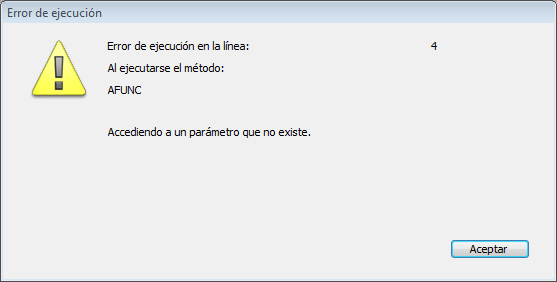 Error de ejecución
Error de ejecución en la línea: 4
Al ejecutarse el método:
AFUNC
Accediendo a un parámetro que no existe.
Aceptar